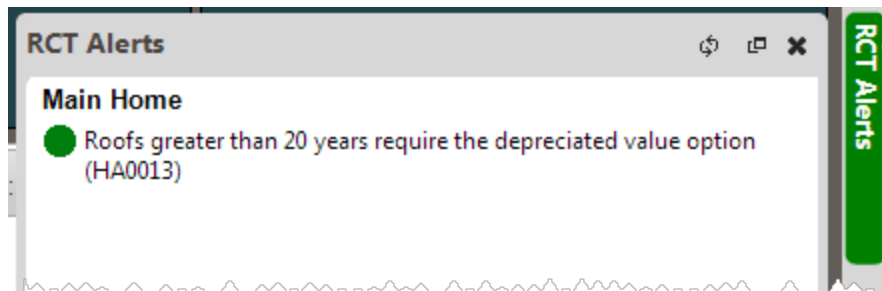 RCT Alerts
RCT Alerts
Main Home
Roofs greater than 20 years require the depreciated value option
(HA0013)